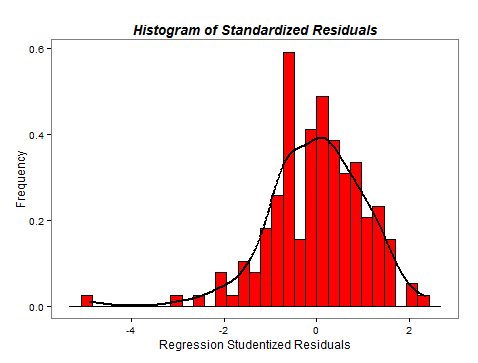 Histogram of Standardized Residuals
0.6
0.4
0.2
0.0
Frequency
-4 -2 0 2
Regression Studentized Residuals